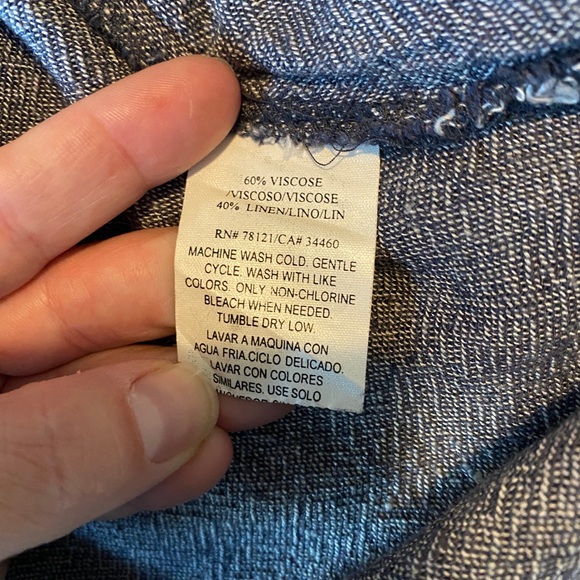 60% VISCOSE
/VISCOSO/VISCOSE
40% LINEN/LINO/LIN
RN# 78121/CA# 34460
MACHINE WASH COLD. GENTLE
CYCLE. WASH WITH LIKE
COLORS. ONLY NON-CHLORINE
BLEACH WHEN NEEDED.
TUMBLE DRY LOW.
LAVAR A MAQUINA CON
AGUA FRIA.CICLO DELICADO.
LAVAR CON COLORES
SIMILARES. USE SOLO